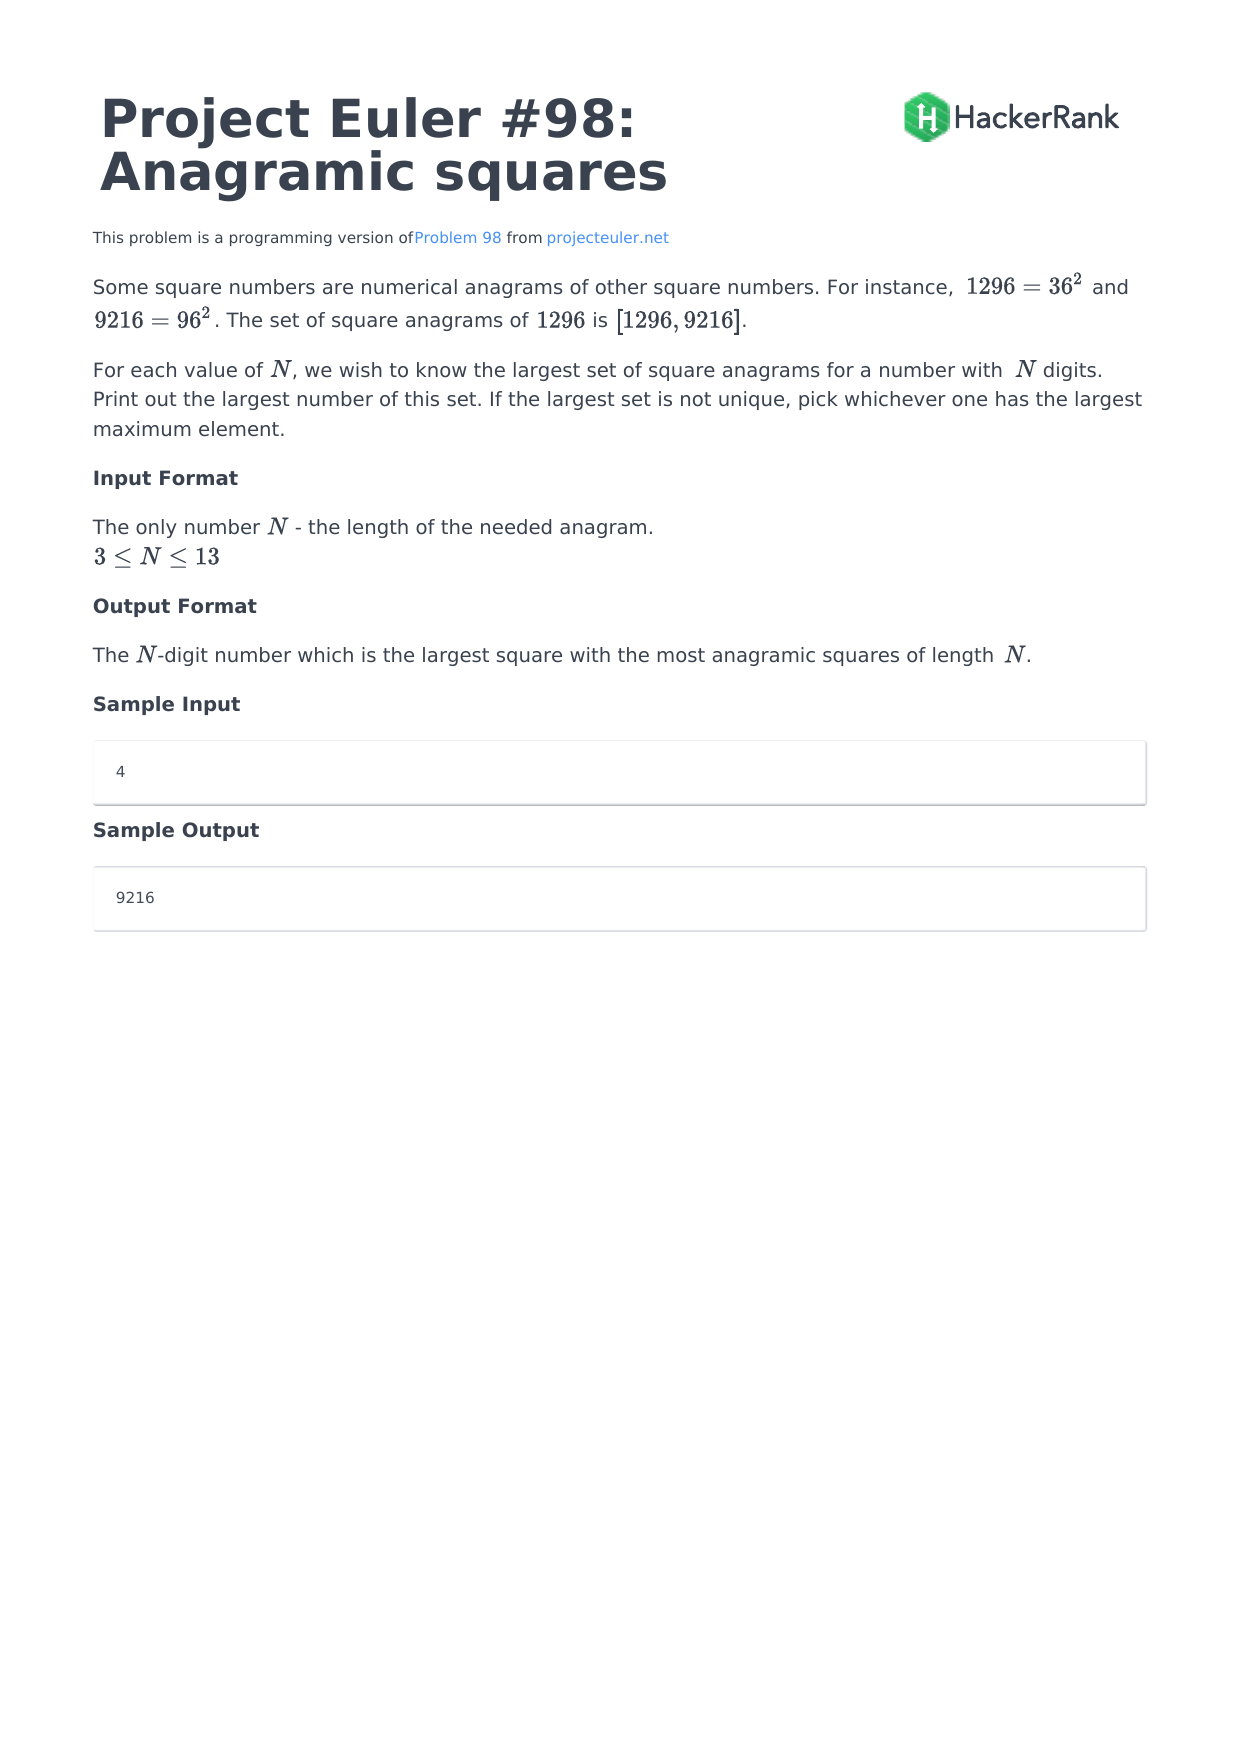 Project Euler #98:
Anagramic squares
HackerRank
This problem is a programming version ofProblem 98 from projecteuler.net
Some square numbers are numerical anagrams of other square numbers. For instance, 1296 = 36² and
9216 = 96². The set of square anagrams of 1296 is [1296, 9216].
For each value of N, we wish to know the largest set of square anagrams for a number with N digits.
Print out the largest number of this set. If the largest set is not unique, pick whichever one has the largest
maximum element.
Input Format
The only number N - the length of the needed anagram.
3 ≤ N ≤ 13
Output Format
The N-digit number which is the largest square with the most anagramic squares of length N.
Sample Input
4
Sample Output
9216